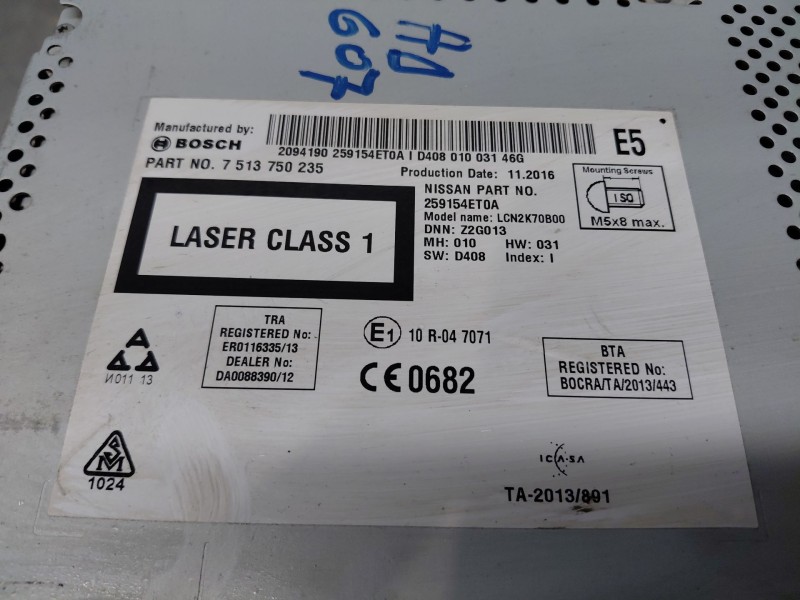 AD
607
Manufactured by:
BOSCH
2094190 259154ET0A I D408 010 031 46G
E5
PART NO. 7 513 750 235
Production Date: 11.2016
NISSAN PART NO.
259154ET0A
Model name: LCN2K70B00
DNN: Z2G013
MH: 010 HW: 031
SW: D408 Index: I
Mounting Screws
ISO
M5x8 max.
LASER CLASS 1
TRA
REGISTERED No:
ER0116335/13
DEALER No:
DA0088390/12
E1 10 R-04 7071
CE 0682
BTA
REGISTERED No:
BOCRA/TA/2013/443
И011 13
SM
1024
ICASA
TA-2013/891